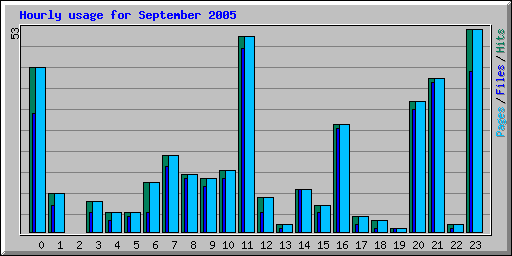 Hourly usage for September 2005
53
Pages/Files/Hits
0 1 2 3 4 5 6 7 8 9 10 11 12 13 14 15 16 17 18 19 20 21 22 23